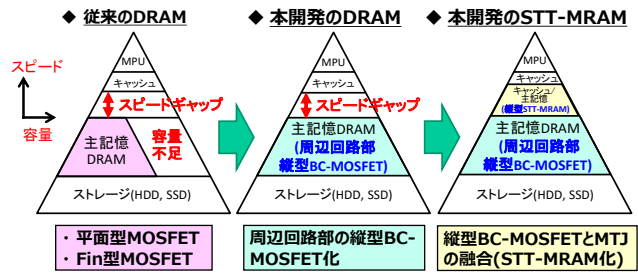 ◆ 従来のDRAM
◆ 本開発のDRAM
◆ 本開発のSTT-MRAM
スピード
容量
MPU
キャッシュ
スピードギャップ
主記憶
DRAM
容量
不足
ストレージ(HDD, SSD)
・平面型MOSFET
・Fin型MOSFET
MPU
キャッシュ
スピードギャップ
主記憶DRAM
(周辺回路部
縦型BC-MOSFET)
ストレージ(HDD, SSD)
周辺回路部の縦型BC-
MOSFET化
MPU
キャッシュ
キャッシュ/
主記憶
(縦型STT-MRAM)
主記憶DRAM
(周辺回路部
縦型BC-MOSFET)
ストレージ(HDD, SSD)
縦型BC-MOSFETとMTJ
の融合(STT-MRAM化)